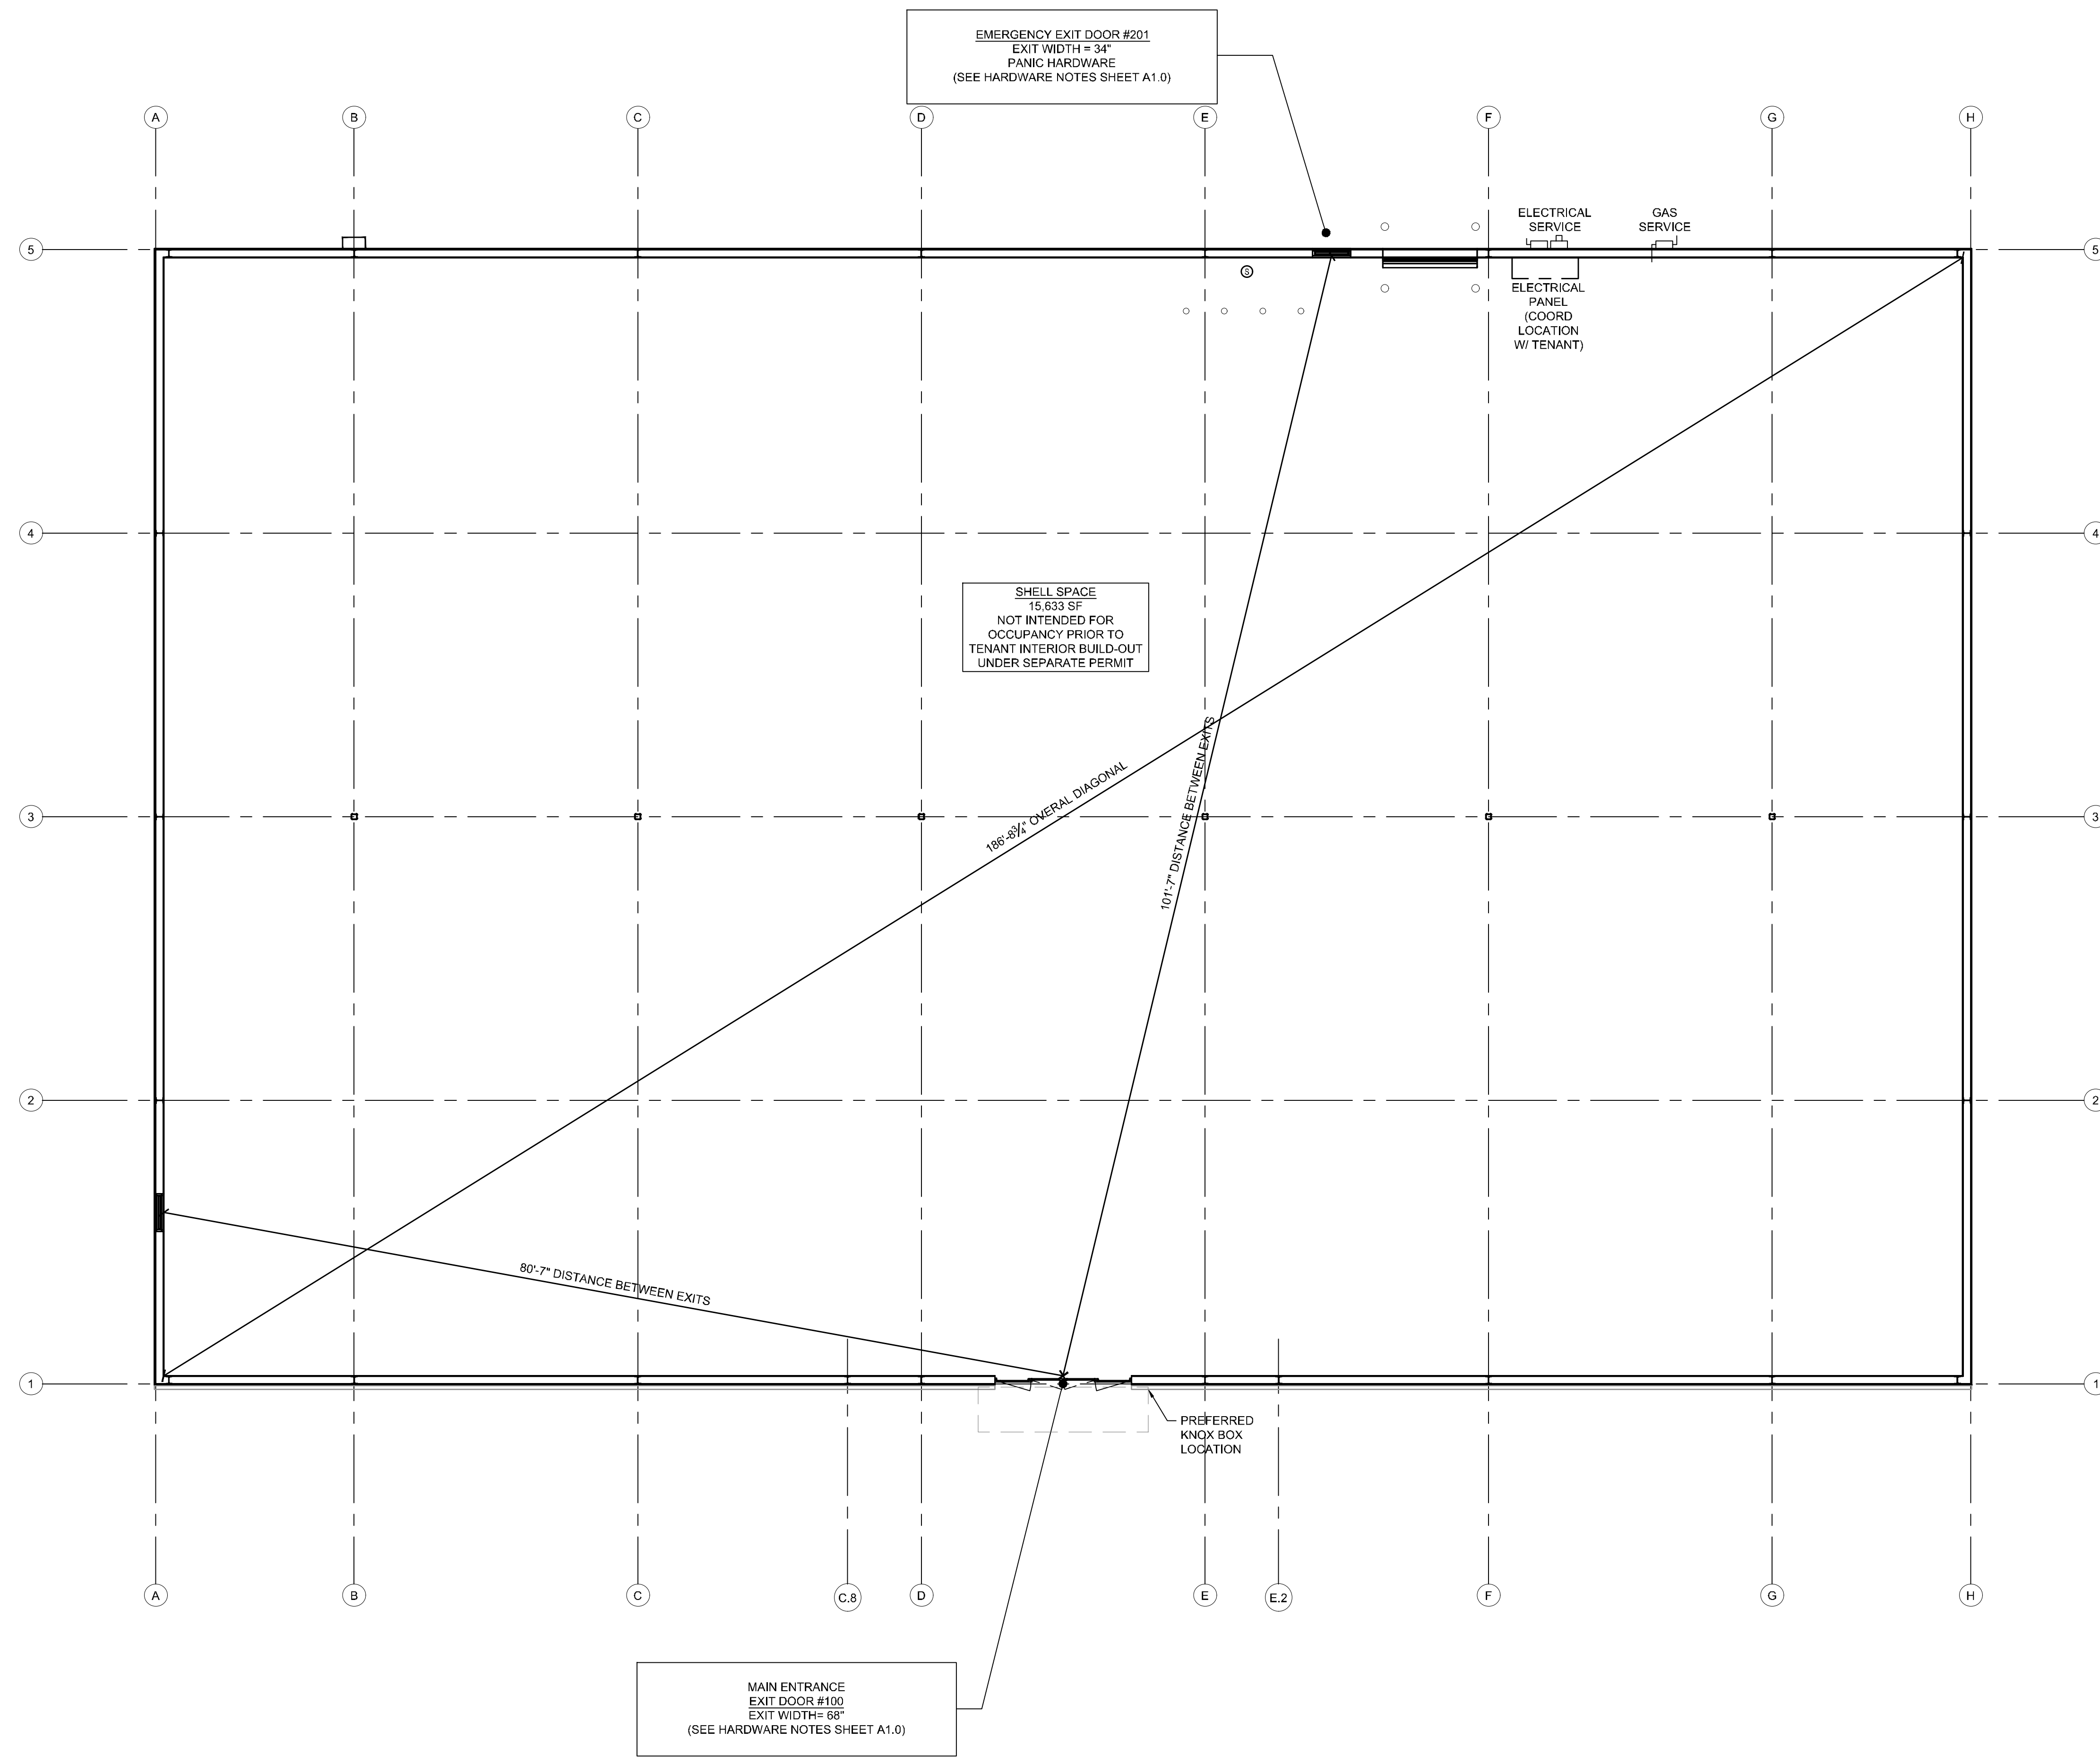 EMERGENCY EXIT DOOR #201
EXIT WIDTH = 34"
PANIC HARDWARE
(SEE HARDWARE NOTES SHEET A1.0)
A
B
C
D
E
F
G
H
ELECTRICAL
SERVICE
GAS
SERVICE
5
5
S
ELECTRICAL
PANEL
(COORD
LOCATION
W/ TENANT)
4
4
SHELL SPACE
15,633 SF
NOT INTENDED FOR
OCCUPANCY PRIOR TO
TENANT INTERIOR BUILD-OUT
UNDER SEPARATE PERMIT
186'-8¾" OVERAL DIAGONAL
101'-7" DISTANCE BETWEEN EXITS
3
3
2
2
80'-7" DISTANCE BETWEEN EXITS
1
1
PREFERRED
KNOX BOX
LOCATION
A
B
C
C.8
D
E
E.2
F
G
H
MAIN ENTRANCE
EXIT DOOR #100
EXIT WIDTH= 68"
(SEE HARDWARE NOTES SHEET A1.0)